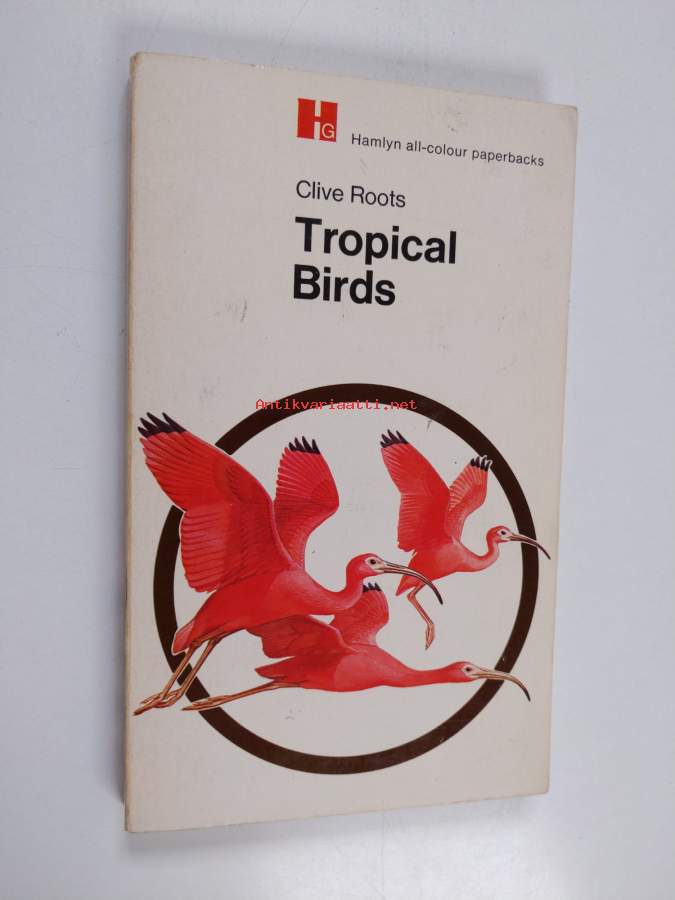 HG
Hamlyn all-colour paperbacks
Clive Roots
Tropical
Birds
Antikvariaatti.net